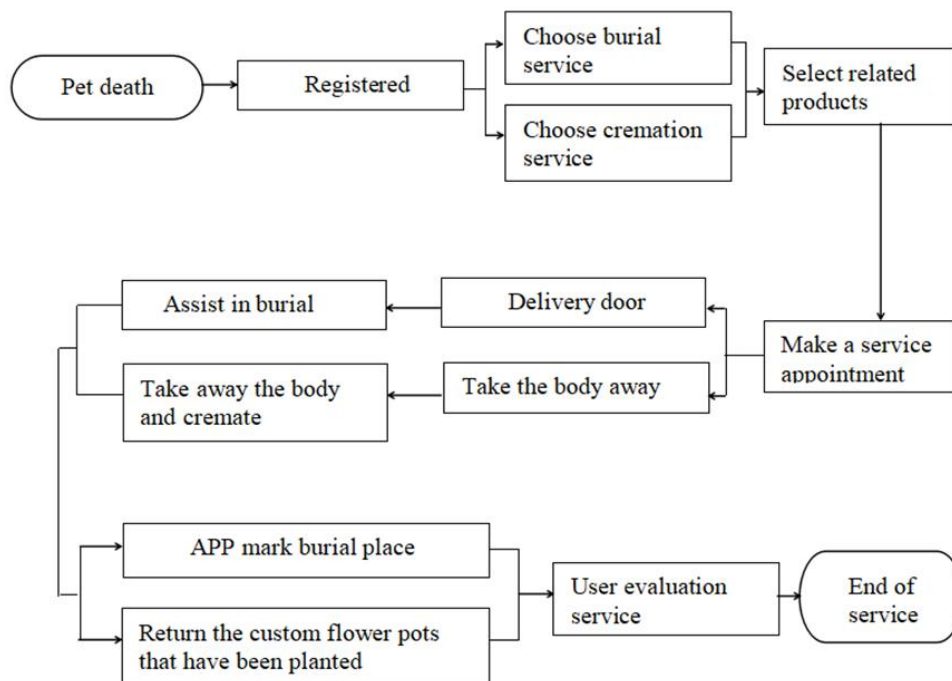 Pet death
Registered
Choose burial
service
Choose cremation
service
Select related
products
Assist in burial
Delivery door
Make a service
appointment
Take away the body
and cremate
Take the body away
APP mark burial place
User evaluation
service
End of
service
Return the custom flower pots
that have been planted